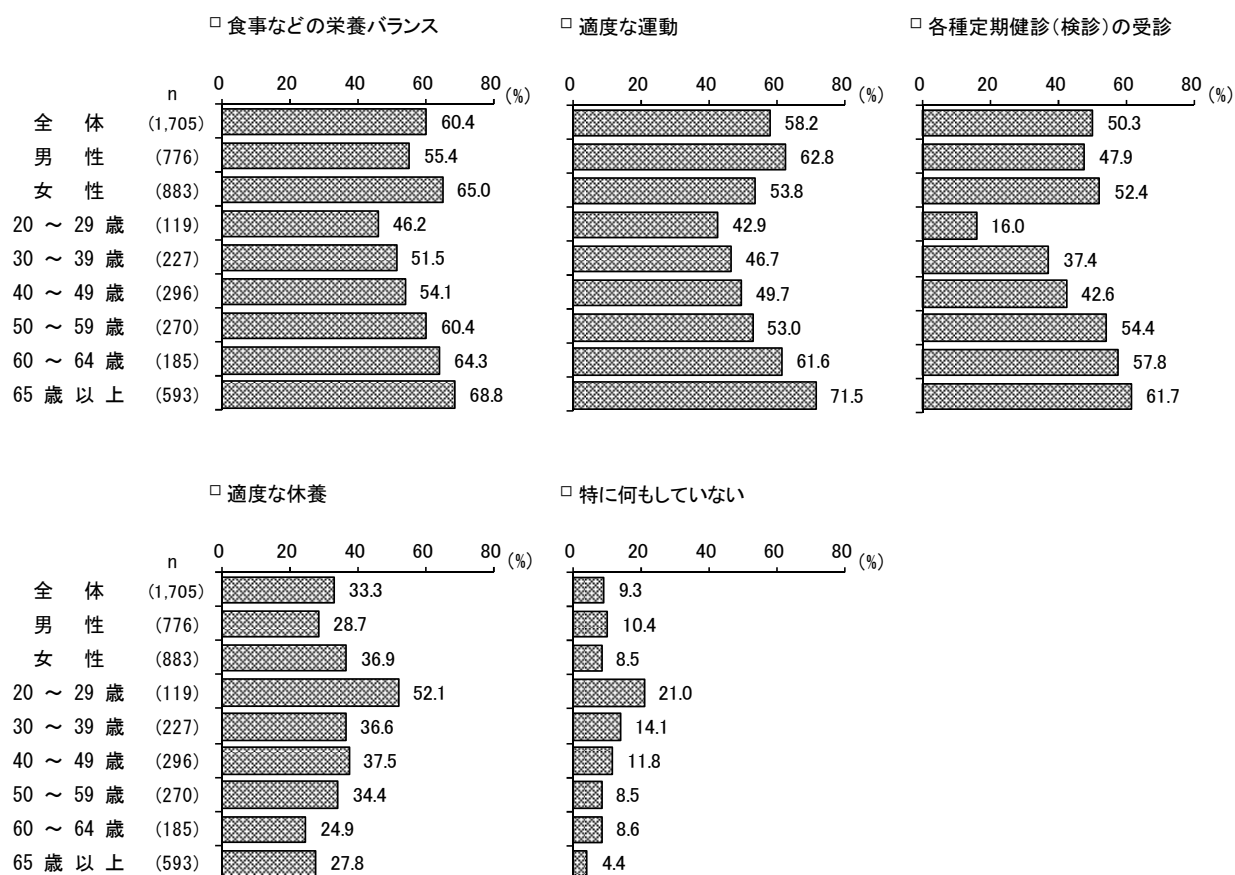 □ 食事などの栄養バランス □ 適度な運動 □ 各種定期健診(検診)の受診
n 0 20 40 60 80 (%) 0 20 40 60 80 (%) 0 20 40 60 80 (%)
全 体 (1,705) 60.4 58.2 50.3
男 性 (776) 55.4 62.8 47.9
女 性 (883) 65.0 53.8 52.4
20 ～ 29 歳 (119) 46.2 42.9 16.0
30 ～ 39 歳 (227) 51.5 46.7 37.4
40 ～ 49 歳 (296) 54.1 49.7 42.6
50 ～ 59 歳 (270) 60.4 53.0 54.4
60 ～ 64 歳 (185) 64.3 61.6 57.8
65 歳 以 上 (593) 68.8 71.5 61.7
□ 適度な休養 □ 特に何もしていない
n 0 20 40 60 80 (%) 0 20 40 60 80 (%)
全 体 (1,705) 33.3 9.3
男 性 (776) 28.7 10.4
女 性 (883) 36.9 8.5
20 ～ 29 歳 (119) 52.1 21.0
30 ～ 39 歳 (227) 36.6 14.1
40 ～ 49 歳 (296) 37.5 11.8
50 ～ 59 歳 (270) 34.4 8.5
60 ～ 64 歳 (185) 24.9 8.6
65 歳 以 上 (593) 27.8 4.4